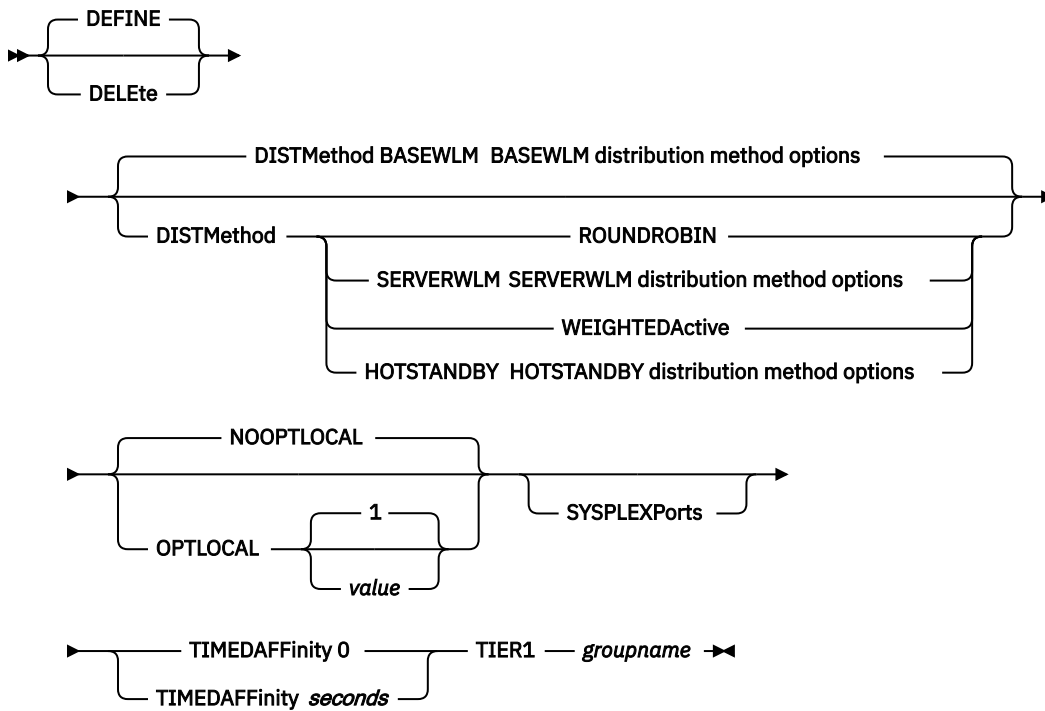 DEFINE
DELEte
DISTMethod BASEWLM BASEWLM distribution method options
DISTMethod ROUNDROBIN
SERVERWLM SERVERWLM distribution method options
WEIGHTEDActive
HOTSTANDBY HOTSTANDBY distribution method options
NOOPTLOCAL
SYSPLEXPorts
1
OPTLOCAL
value
TIMEDAFFinity 0 TIER1 groupname
TIMEDAFFinity seconds